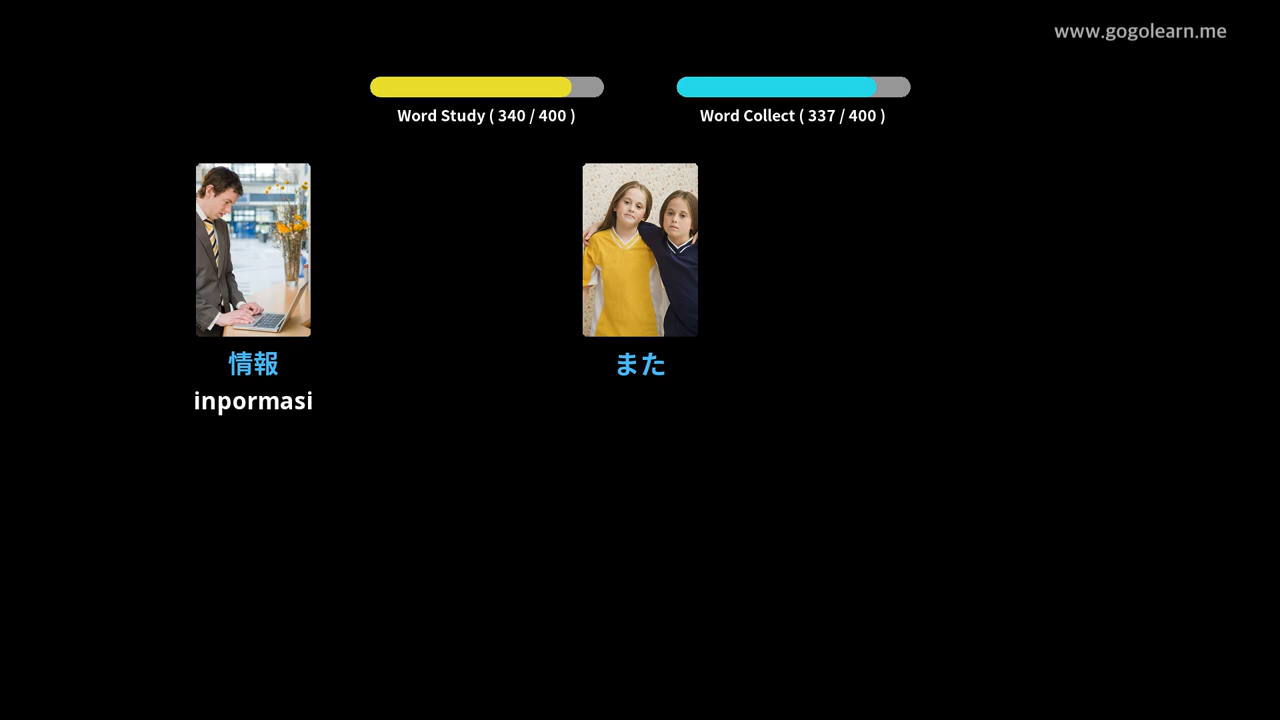 www.gogolearn.me
Word Study ( 340 / 400 )
Word Collect ( 337 / 400 )
情報
また
inpormasi